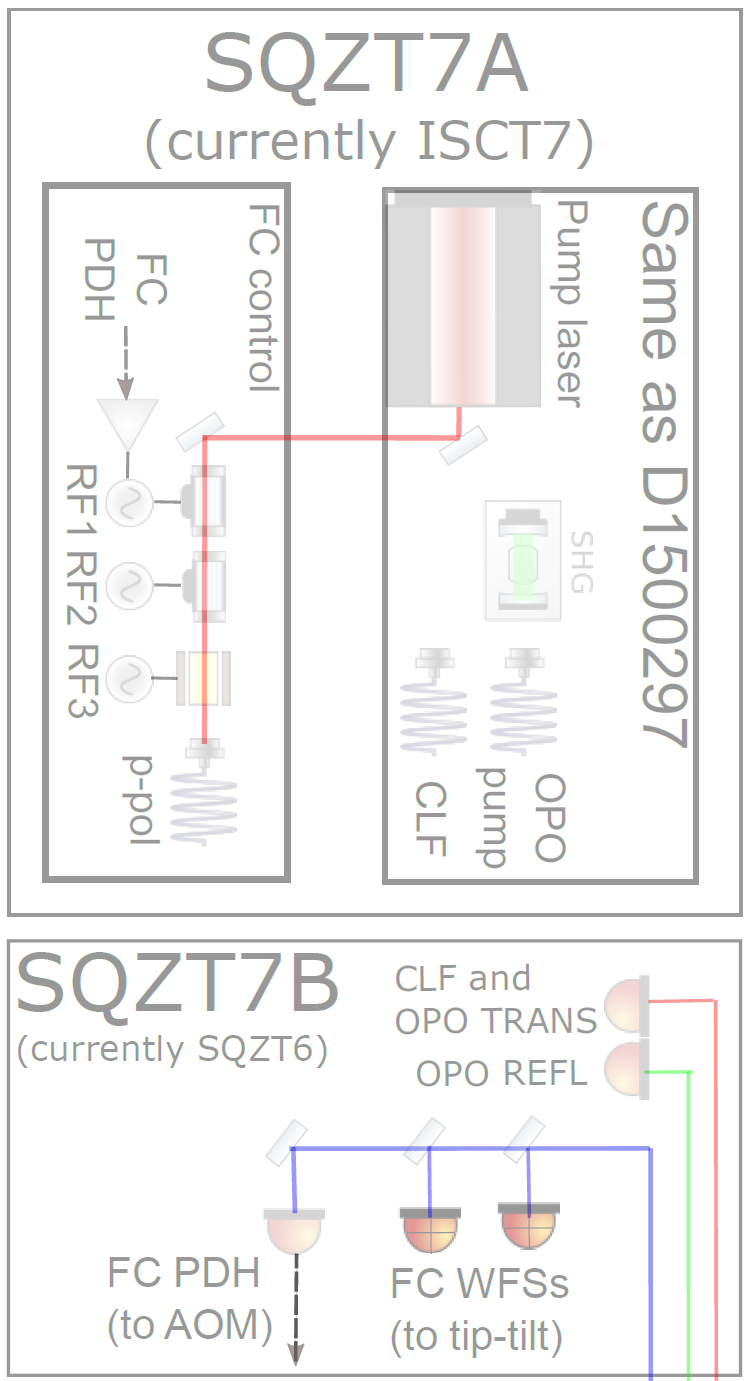 SQZT7A
(currently ISCT7)
FC control
FC
PDH
RF1
RF2
RF3
p-pol
Same as D1500297
Pump laser
SHG
CLF
OPO
pump
SQZT7B
(currently SQZT6)
CLF and
OPO TRANS
OPO REFL
FC PDH
(to AOM)
FC WFSs
(to tip-tilt)